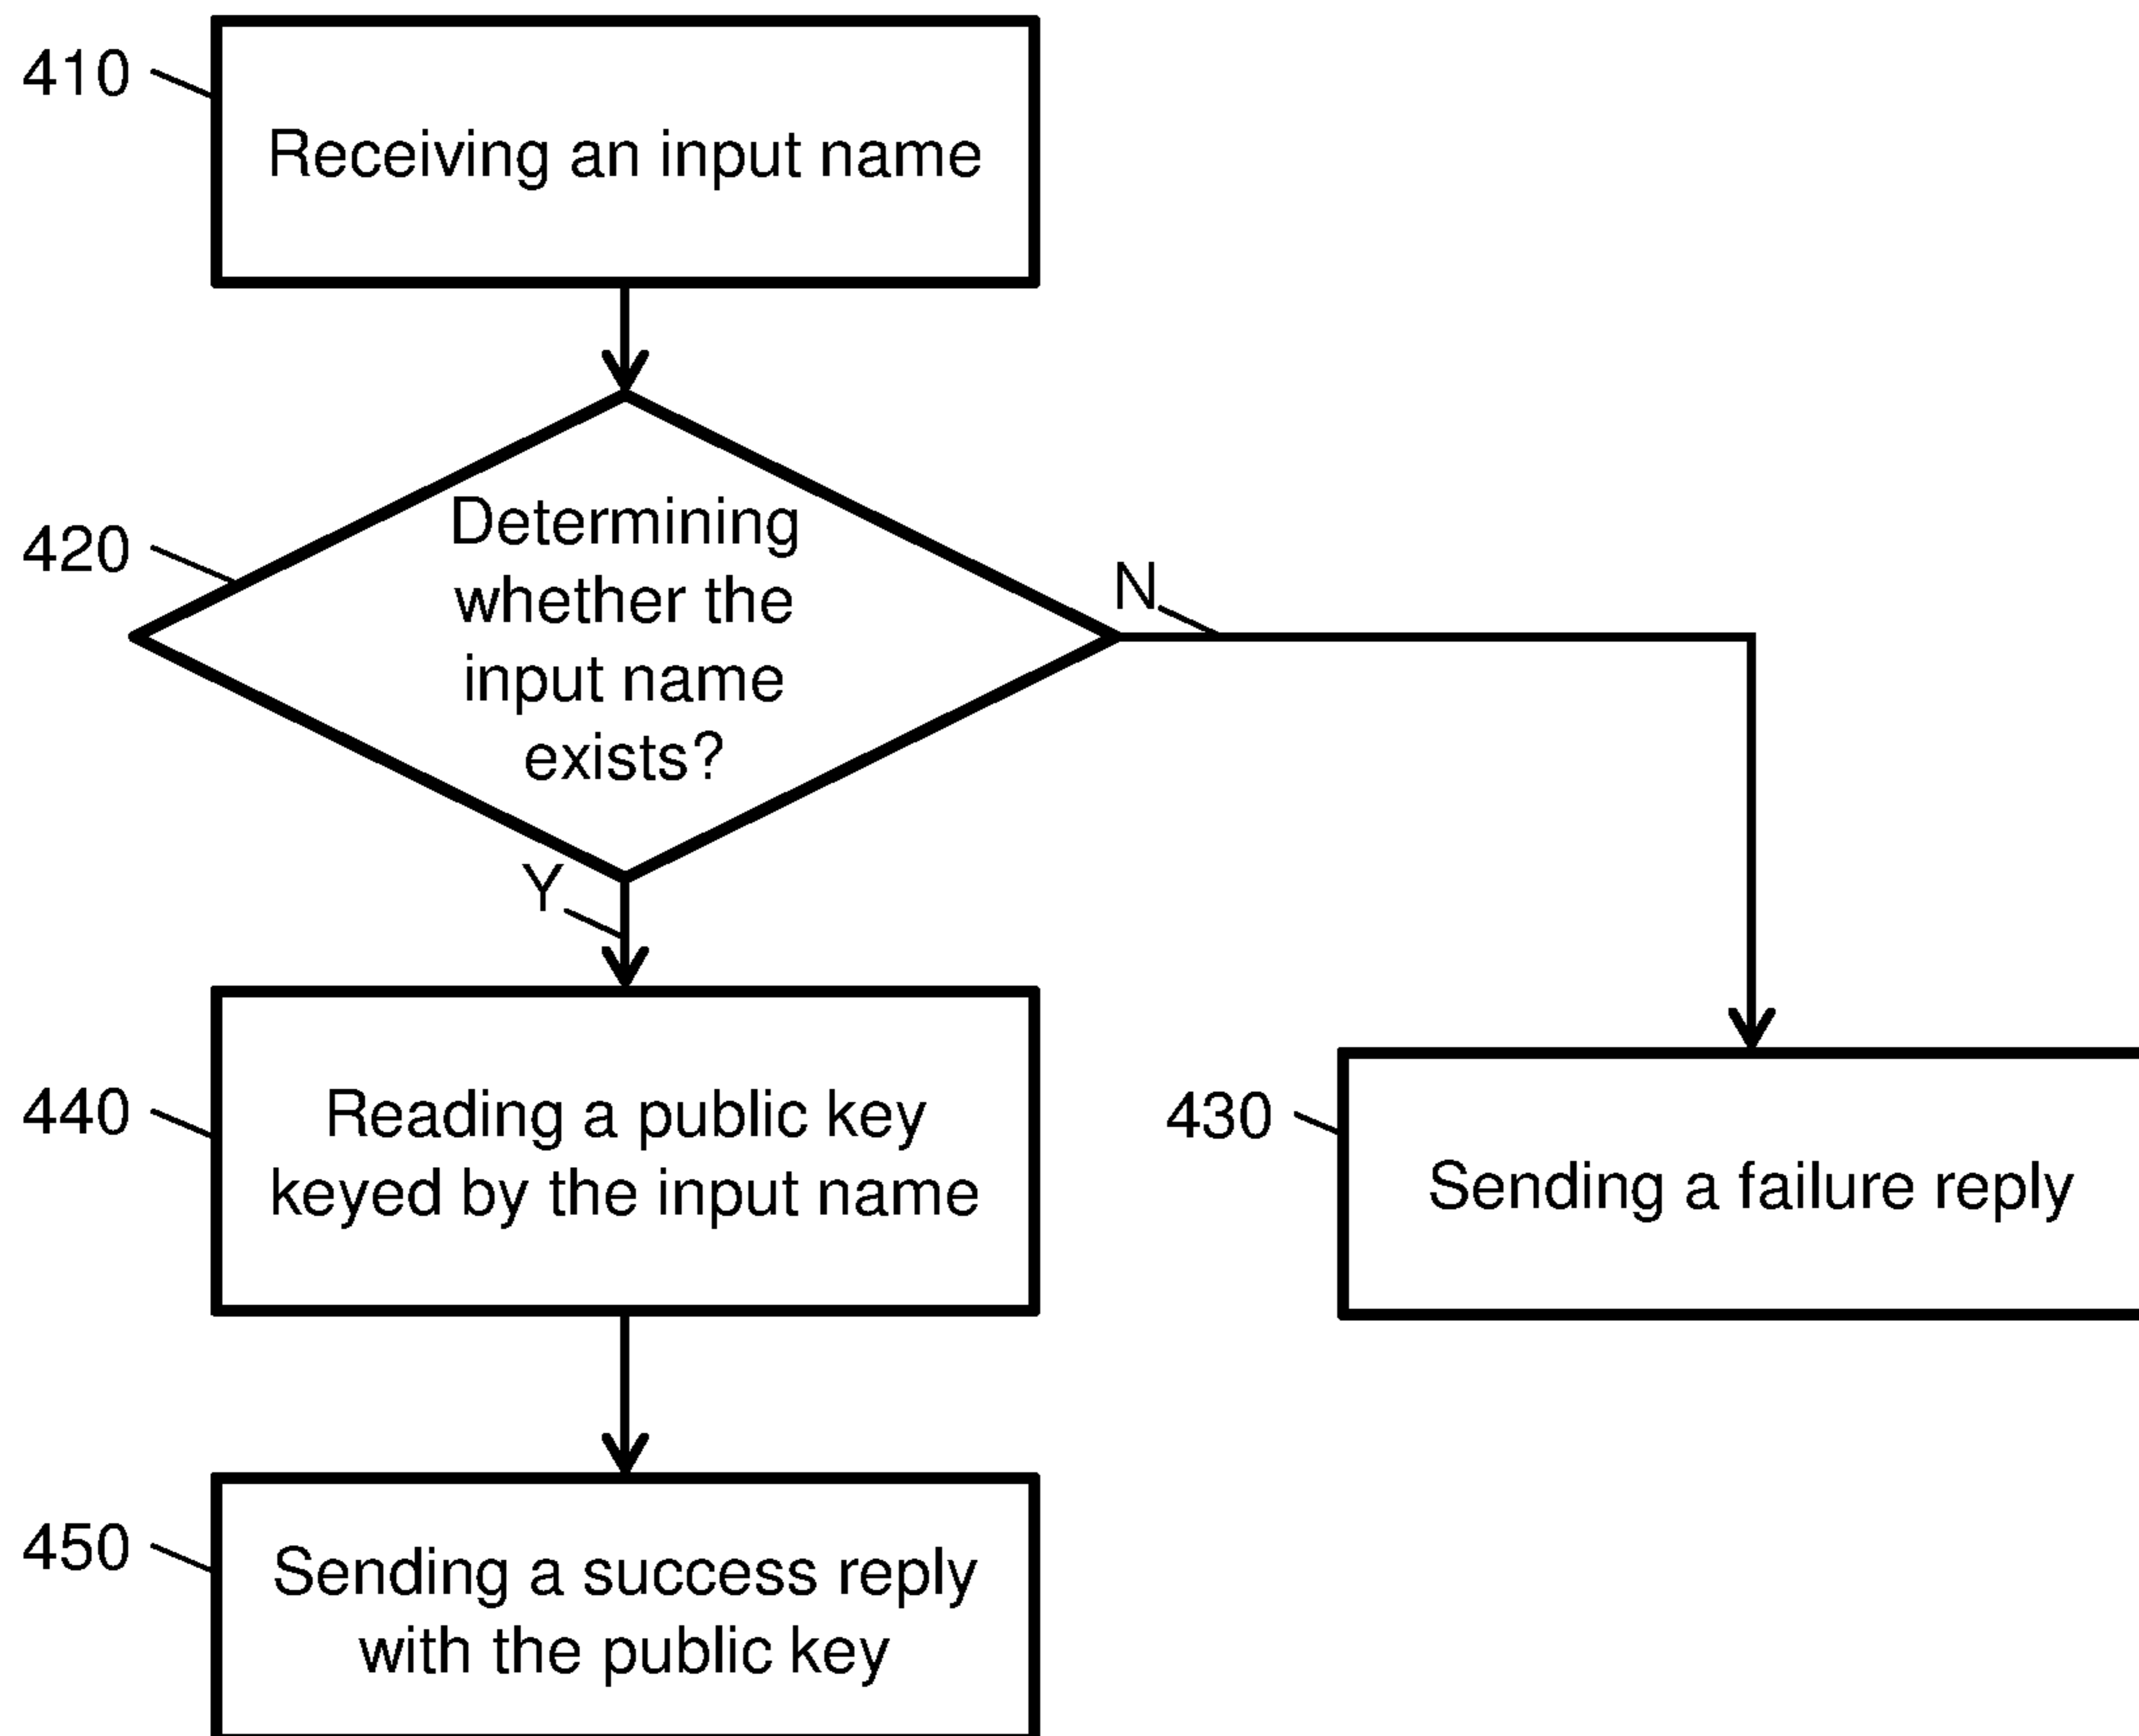 410
Receiving an input name
420
Determining
whether the
input name
exists?
N
Y
440
Reading a public key
keyed by the input name
430
Sending a failure reply
450
Sending a success reply
with the public key